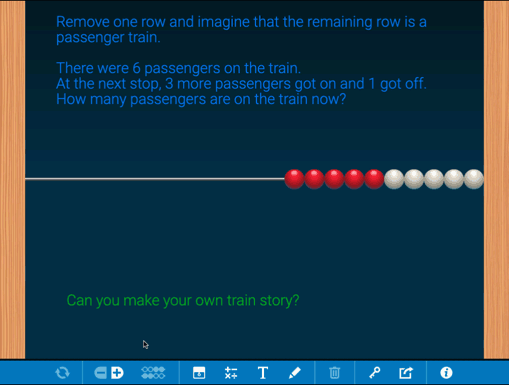 Remove one row and imagine that the remaining row is a
passenger train.
There were 6 passengers on the train.
At the next stop, 3 more passengers got on and 1 got off.
How many passengers are on the train now?
Can you make your own train story?
T